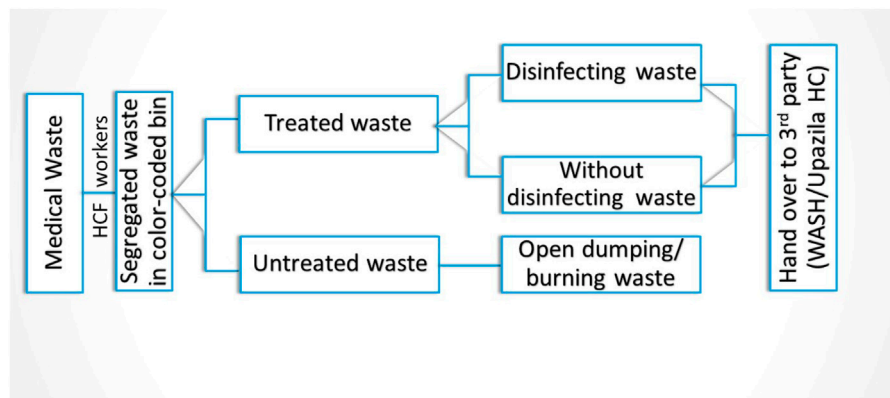 Medical Waste
HCF workers
Segregated waste
in color-coded bin
Treated waste
Untreated waste
Disinfecting waste
Without
disinfecting waste
Open dumping/
burning waste
Hand over to 3rd party
(WASH/Upazila HC)